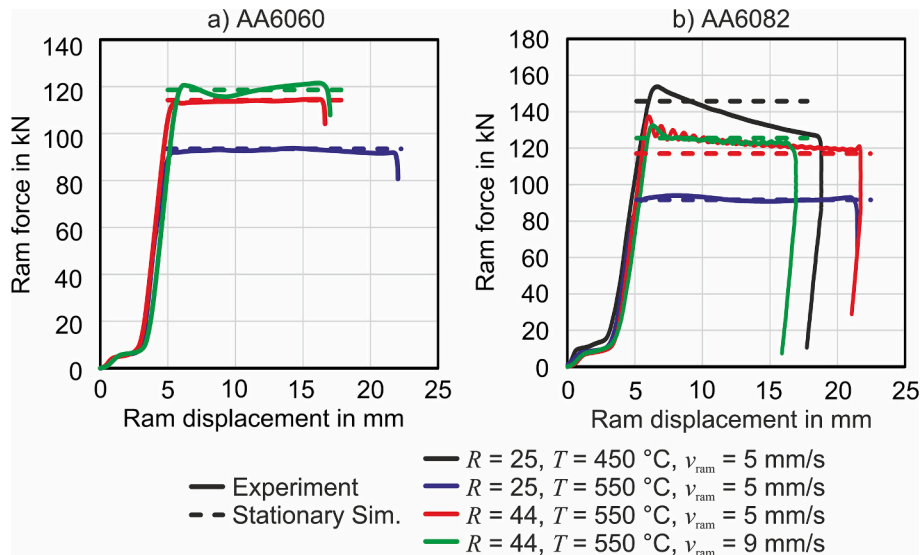 a) AA6060
b) AA6082
Ram force in kN
140
120
100
80
60
40
20
0
0 5 10 15 20 25
Ram displacement in mm
Ram force in kN
180
160
140
120
100
80
60
40
20
0
0 5 10 15 20 25
Ram displacement in mm
Experiment
Stationary Sim.
R = 25, T = 450 °C, vram = 5 mm/s
R = 25, T = 550 °C, vram = 5 mm/s
R = 44, T = 550 °C, vram = 5 mm/s
R = 44, T = 550 °C, vram = 9 mm/s